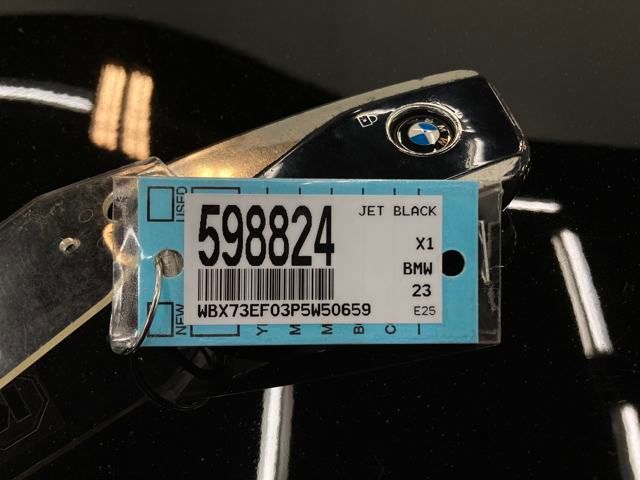 USED
598824
JET BLACK
X1
BMW
23
WBX73EF03P5W50659
E25
NEW
Y
M
M
B
C